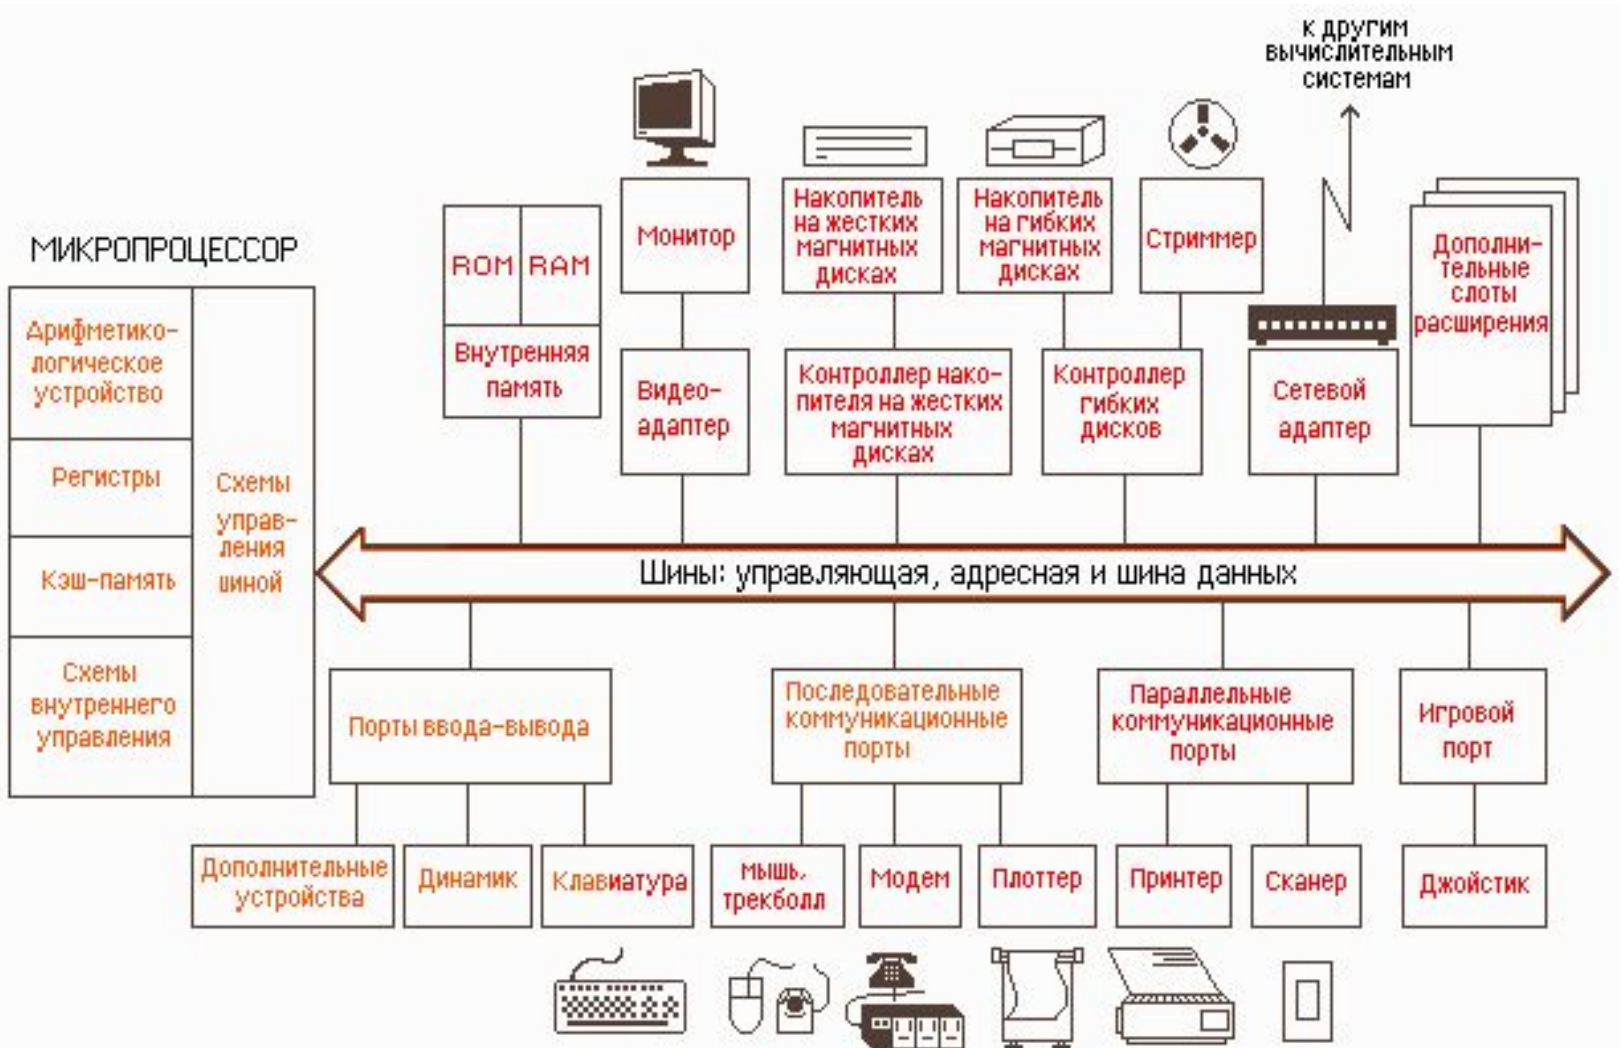 к другим
вычислительным
системам
МИКРОПРОЦЕССОР
Арифметико-
логическое
устройство
Регистры
Кэш-память
Схемы
внутреннего
управления
Схемы
управ-
ления
шиной
ROM RAM
Внутренняя
память
Монитор
Видео-
адаптер
Накопитель
на жестких
магнитных
дисках
Контроллер нако-
пителя на жестких
магнитных
дисках
Накопитель
на гибких
магнитных
дисках
Стриммер
Контроллер
гибких
дисков
Сетевой
адаптер
Дополни-
тельные
слоты
расширения
Шины: управляющая, адресная и шина данных
Порты ввода-вывода
Дополнительные
устройства
Динамик
Клавиатура
Последовательные
коммуникационные
порты
мышь,
трекболл
Модем
Плоттер
Параллельные
коммуникационные
порты
Принтер
Сканер
Игровой
порт
Джойстик